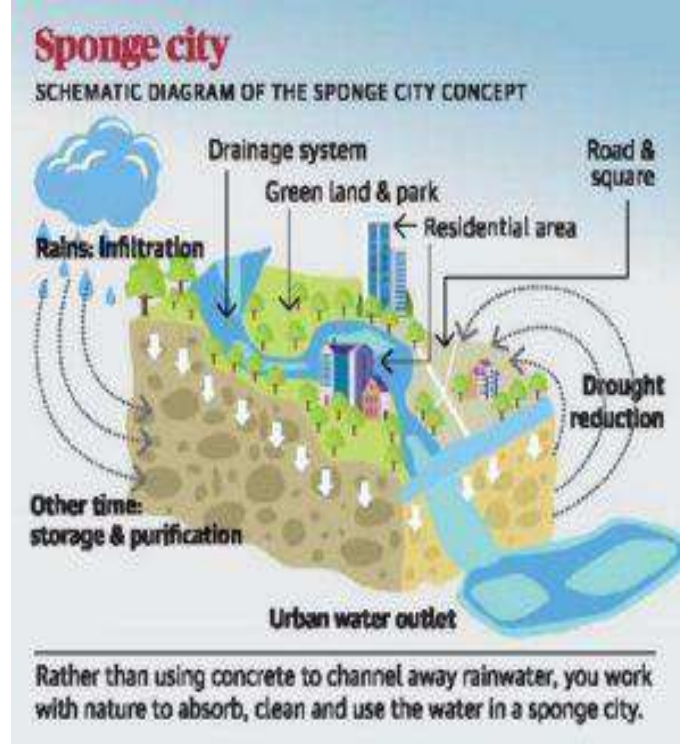 Sponge city
SCHEMATIC DIAGRAM OF THE SPONGE CITY CONCEPT
Drainage system
Road &
square
Green land & park
Residential area
Rains: infiltration
Drought
reduction
Other time:
storage & purification
Urban water outlet
Rather than using concrete to channel away rainwater, you work
with nature to absorb, clean and use the water in a sponge city.